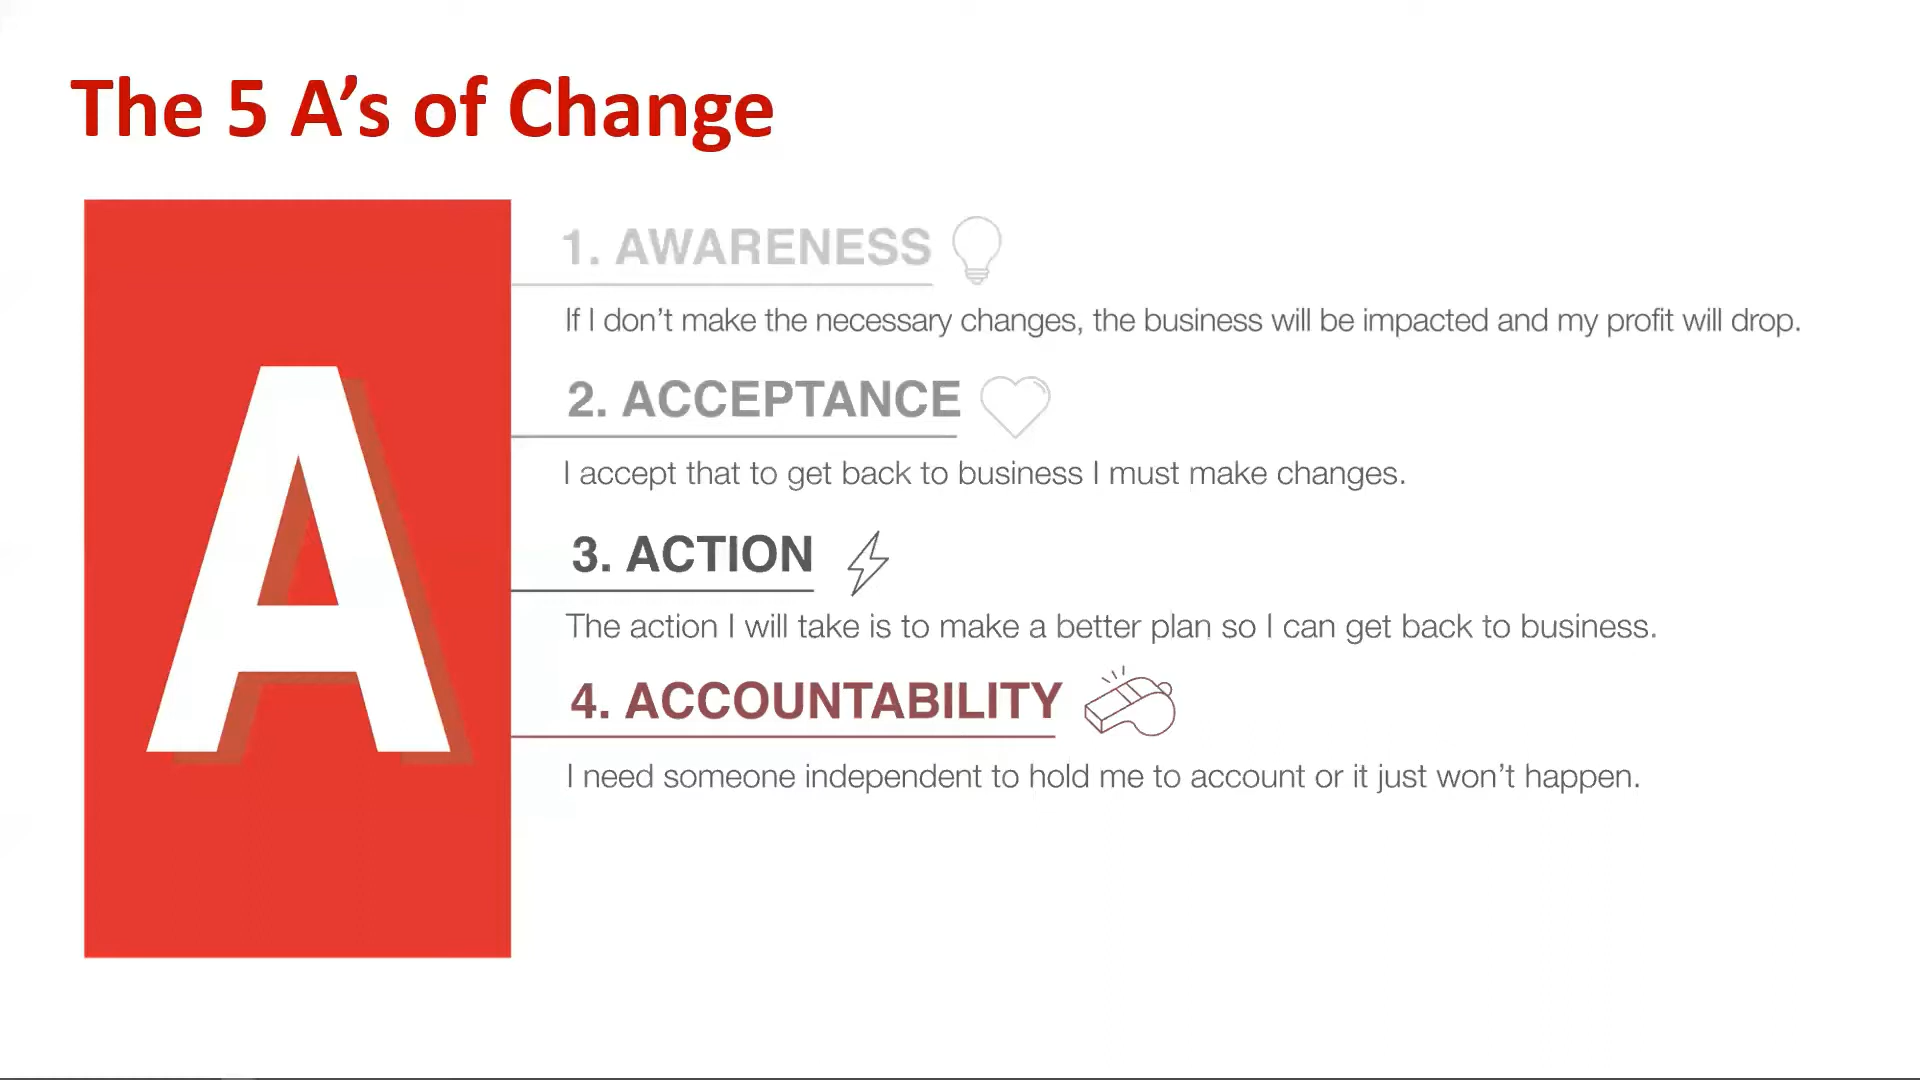 The 5 A’s of Change
A
1. AWARENESS
If I don’t make the necessary changes, the business will be impacted and my profit will drop.
2. ACCEPTANCE
I accept that to get back to business I must make changes.
3. ACTION
The action I will take is to make a better plan so I can get back to business.
4. ACCOUNTABILITY
I need someone independent to hold me to account or it just won’t happen.